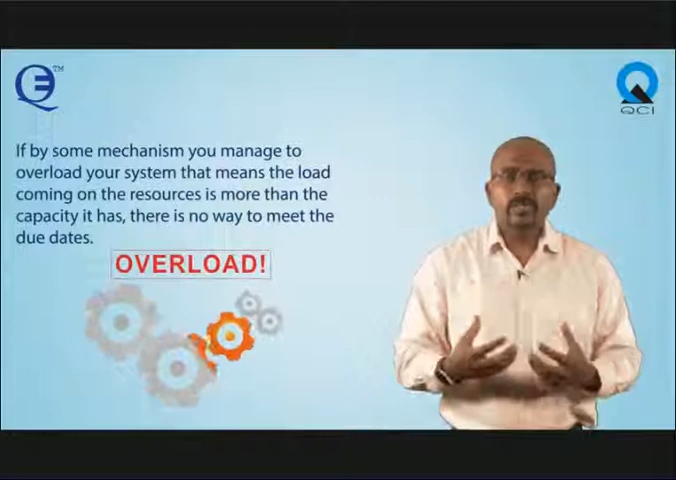 QE™
QCI
If by some mechanism you manage to
overload your system that means the load
coming on the resources is more than the
capacity it has, there is no way to meet the
due dates.
OVERLOAD!